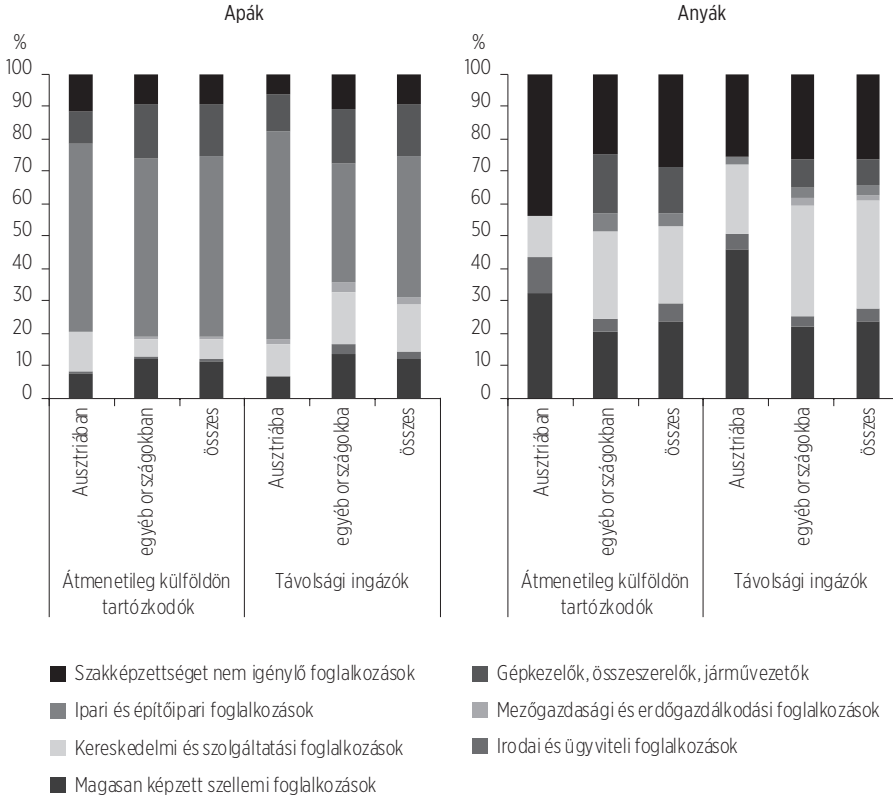 Apák
%
100
90
80
70
60
50
40
30
20
10
0
Ausztriában
egyéb országokban
összes
Ausztriába
egyéb országokba
összes
Átmenetileg külföldön
tartózkodók
Távolsági ingázók
Anyák
%
100
90
80
70
60
50
40
30
20
10
0
Ausztriában
egyéb országokban
összes
Ausztriába
egyéb országokba
összes
Átmenetileg külföldön
tartózkodók
Távolsági ingázók
Szakképzettséget nem igénylő foglalkozások
Ipari és építőipari foglalkozások
Kereskedelmi és szolgáltatási foglalkozások
Magasan képzett szellemi foglalkozások
Gépkezelők, összeszerelők, járművezetők
Mezőgazdasági és erdőgazdálkodási foglalkozások
Irodai és ügyviteli foglalkozások